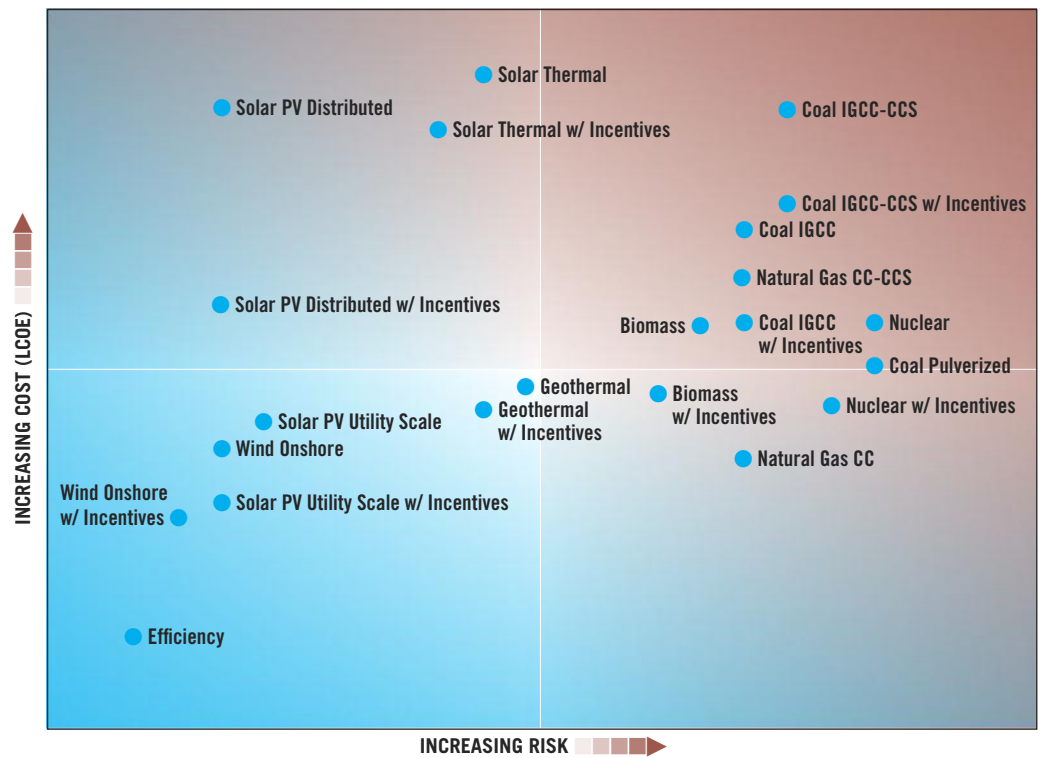 Solar Thermal
Solar PV Distributed
Coal IGCC-CCS
Solar Thermal w/ Incentives
Coal IGCC-CCS w/ Incentives
Coal IGCC
Natural Gas CC-CCS
Solar PV Distributed w/ Incentives
Biomass
Coal IGCC
w/ Incentives
Nuclear
Coal Pulverized
Geothermal
Biomass
w/ Incentives
Geothermal
w/ Incentives
Nuclear w/ Incentives
Solar PV Utility Scale
Wind Onshore
Natural Gas CC
Wind Onshore
w/ Incentives
Solar PV Utility Scale w/ Incentives
Efficiency
INCREASING COST (LCOE)
INCREASING RISK